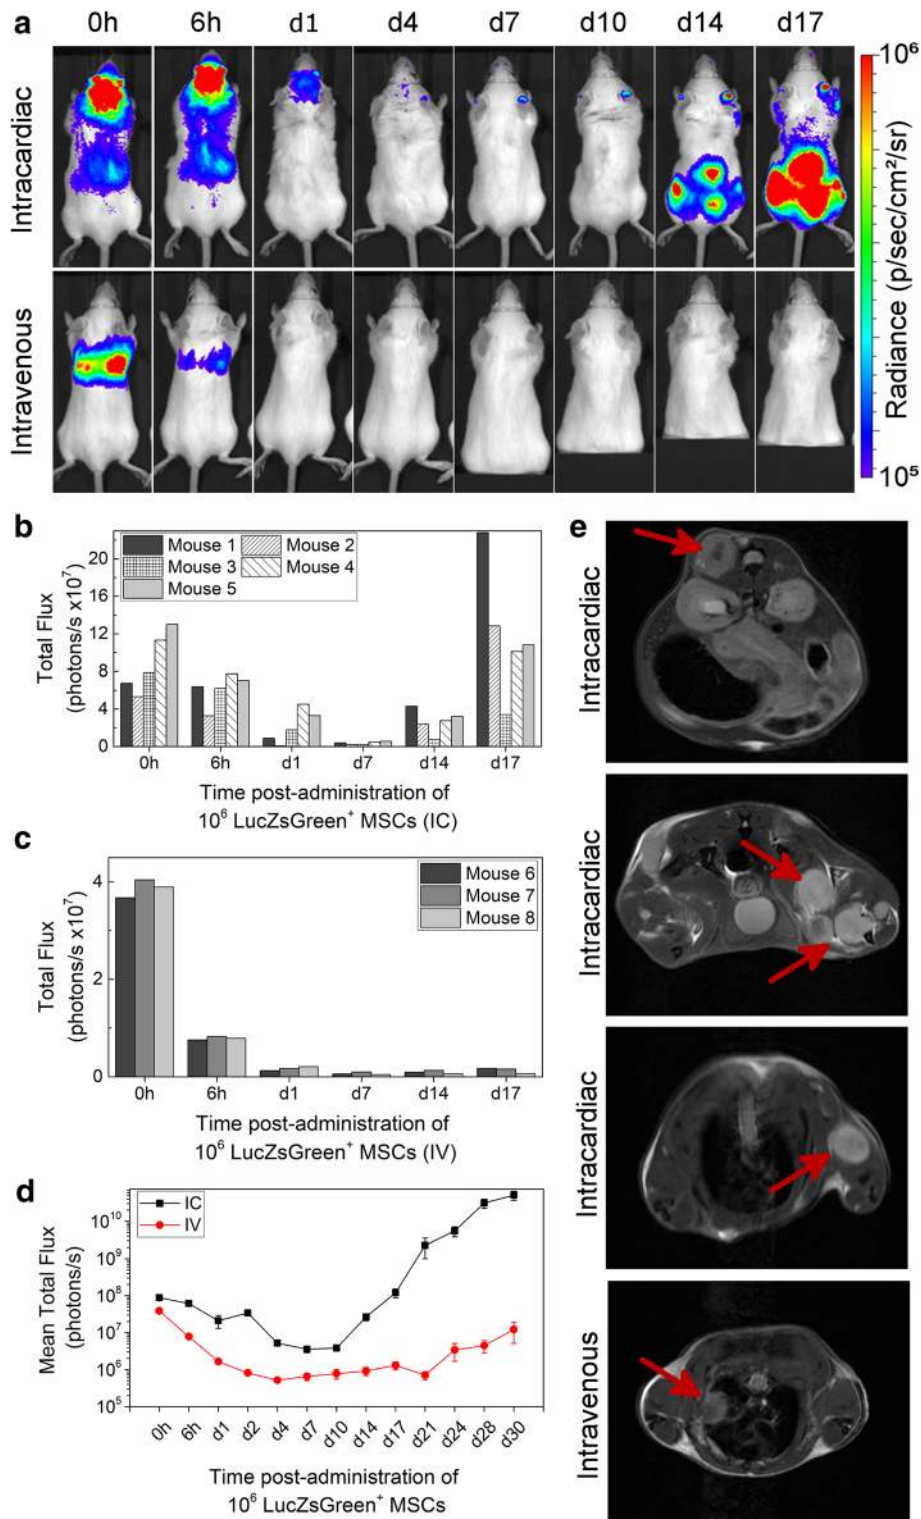 a
0h 6h d1 d4 d7 d10 d14 d17
Intracardiac
Intravenous
10⁶
Radiance (p/sec/cm²/sr)
10⁵
b
Total Flux
(photons/s x10⁷)
20
16
12
8
4
0
Mouse 1 Mouse 2
Mouse 3 Mouse 4
Mouse 5
0h 6h d1 d7 d14 d17
Time post-administration of
10⁶ LucZsGreen⁺ MSCs (IC)
c
Total Flux
(photons/s x10⁷)
4
2
0
Mouse 6
Mouse 7
Mouse 8
0h 6h d1 d7 d14 d17
Time post-administration of
10⁶ LucZsGreen⁺ MSCs (IV)
d
Mean Total Flux
(photons/s)
IC
IV
10¹⁰
10⁹
10⁸
10⁷
10⁶
10⁵
0h 6h d1 d2 d4 d7 d10 d14 d17 d21 d24 d28 d30
Time post-administration of
10⁶ LucZsGreen⁺ MSCs
e
Intracardiac
Intracardiac
Intracardiac
Intravenous